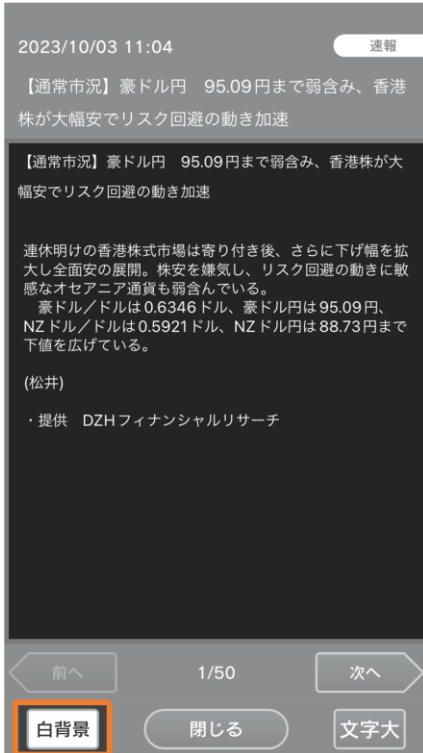 2023/10/03 11:04
速報
【通常市況】豪ドル円　95.09円まで弱含み、香港
株が大幅安でリスク回避の動き加速
【通常市況】豪ドル円　95.09円まで弱含み、香港株が大
幅安でリスク回避の動き加速
連休明けの香港株式市場は寄り付き後、さらに下げ幅を拡
大し全面安の展開。株安を嫌気し、リスク回避の動きに敏
感なオセアニア通貨も弱含んでいる。
　豪ドル／ドルは0.6346ドル、豪ドル円は95.09円、
NZドル／ドルは0.5921ドル、NZドル円は88.73円まで
下値を広げている。
(松井)
・提供　DZHフィナンシャルリサーチ
前へ
1/50
次へ
白背景
閉じる
文字大